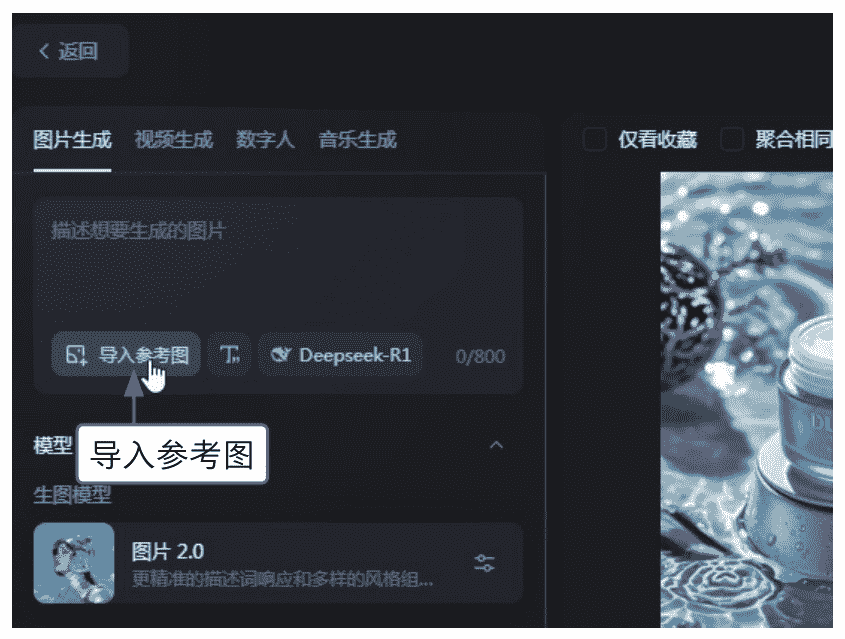 返回
图片生成 视频生成 数字人 音乐生成
仅看收藏 聚合相同
描述想要生成的图片
导入参考图 T Deepseek-R1 0/800
模型
导入参考图
生图模型
图片 2.0
更精准的描述词响应和多样的风格组...